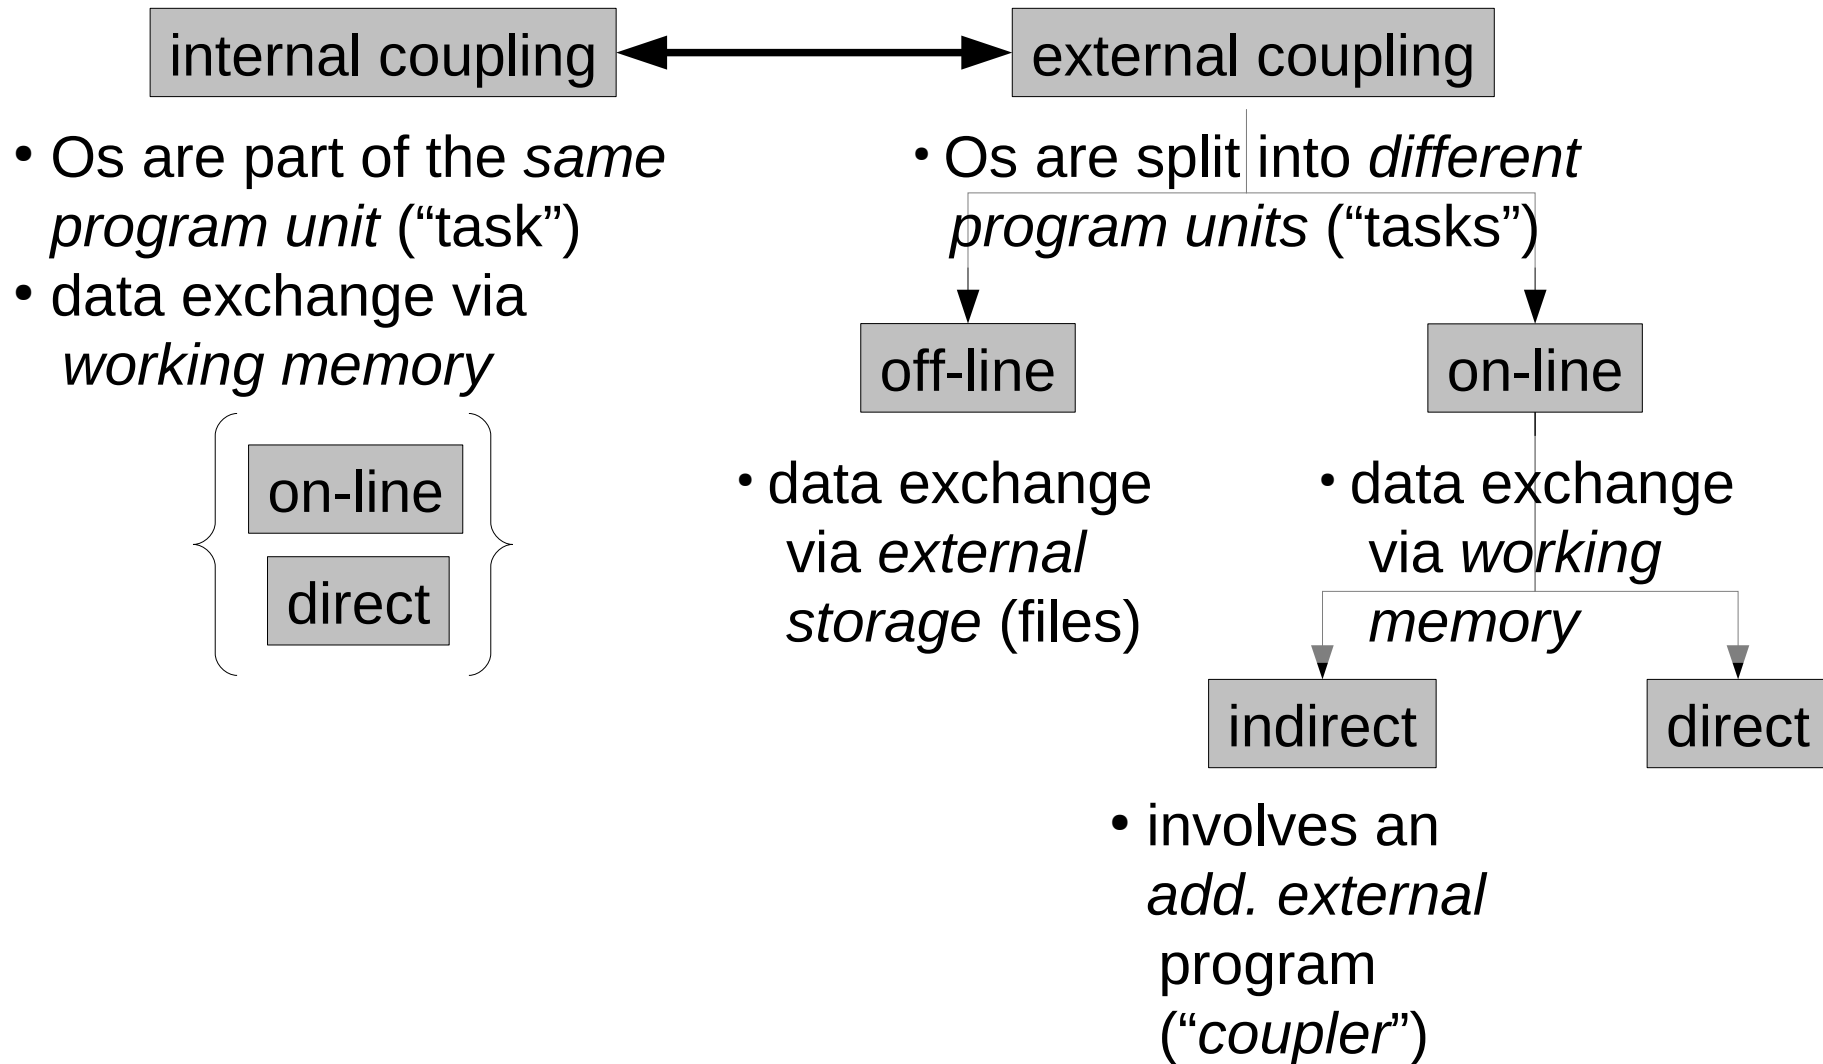 internal coupling
external coupling
• Os are part of the same
program unit (“task”)
• data exchange via
working memory
on-line
direct
• Os are split into different
program units (“tasks”)
off-line
on-line
• data exchange
via external
storage (files)
• data exchange
via working
memory
indirect
direct
• involves an
add. external
program
(“coupler”)